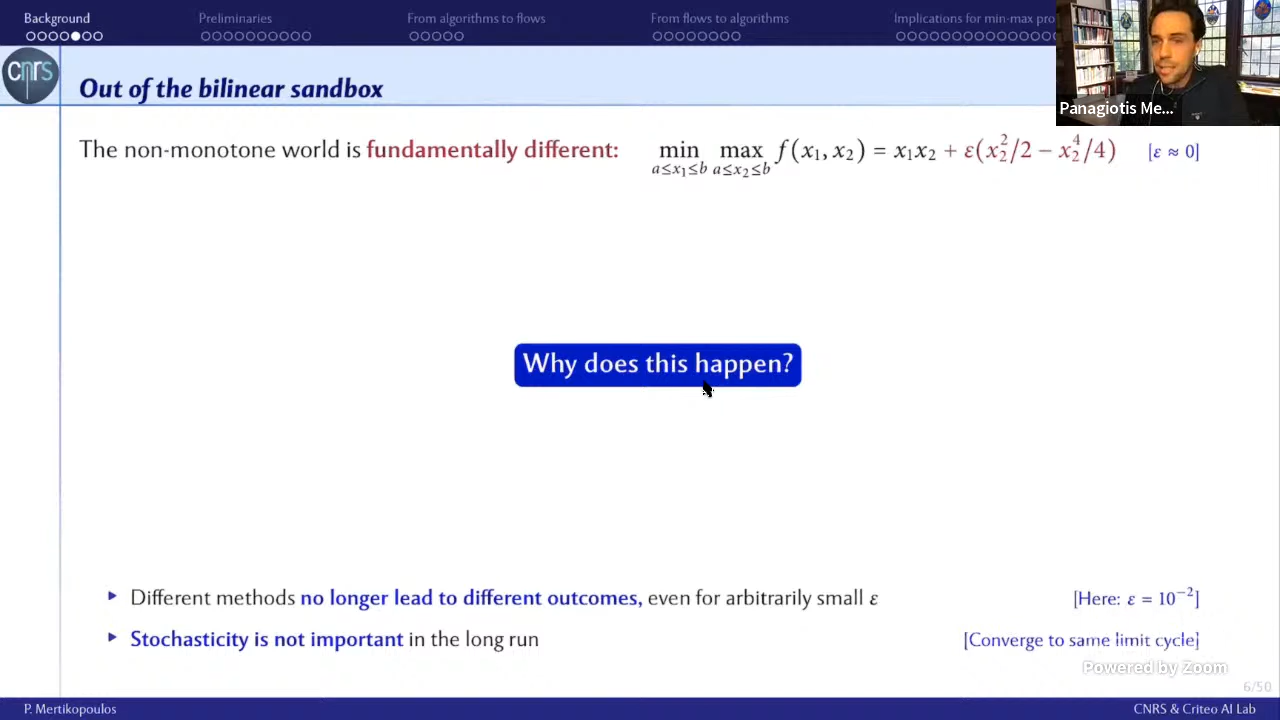 Background Preliminaries From algorithms to flows From flows to algorithms Implications for min-max pro
cnrs
Out of the bilinear sandbox
Panagiotis Me...
The non-monotone world is fundamentally different: min max f(x₁, x₂) = x₁x₂ + ε(x₂²/2 − x₂⁴/4) [ε ≈ 0]
a≤x₁≤b a≤x₂≤b
Why does this happen?
‣ Different methods no longer lead to different outcomes, even for arbitrarily small ε [Here: ε = 10⁻²]
‣ Stochasticity is not important in the long run [Converge to same limit cycle]
Powered by Zoom
6/50
P. Mertikopoulos CNRS & Criteo AI Lab